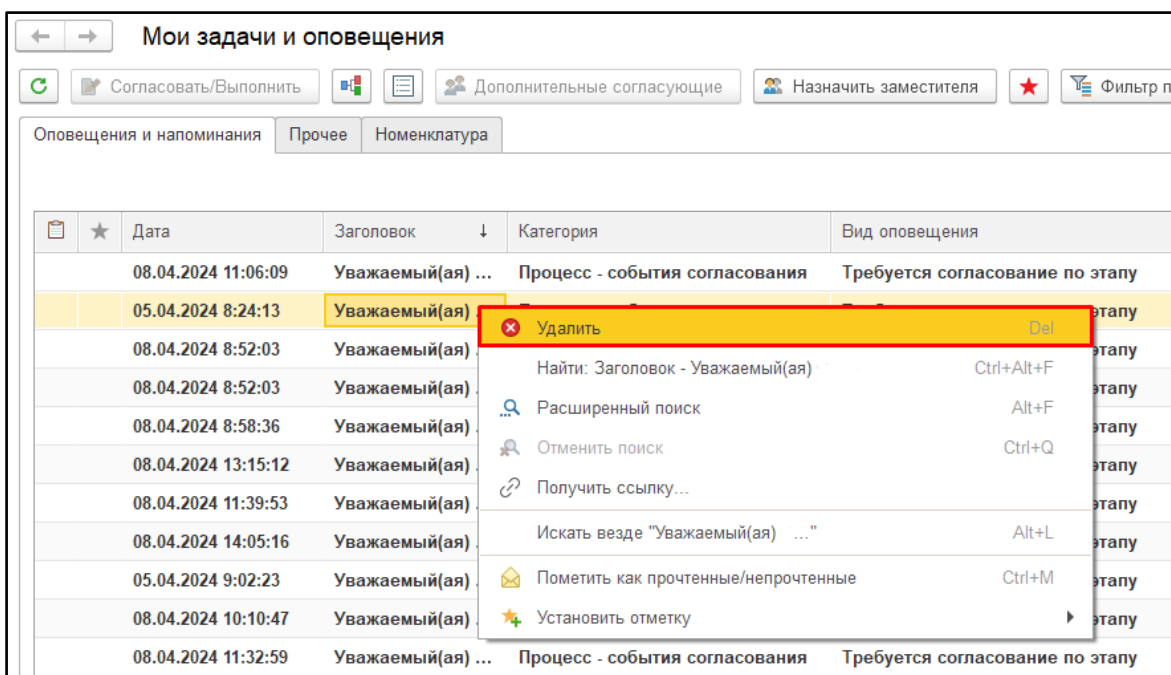 Мои задачи и оповещения
Согласовать/Выполнить Дополнительные согласующие Назначить заместителя Фильтр п
Оповещения и напоминания Прочее Номенклатура
Дата Заголовок ↓ Категория Вид оповещения
08.04.2024 11:06:09 Уважаемый(ая) ... Процесс - события согласования Требуется согласование по этапу
05.04.2024 8:24:13 Уважаемый(ая) . этапу
Удалить Del
08.04.2024 8:52:03 Уважаемый(ая) . этапу
Найти: Заголовок - Уважаемый(ая) Ctrl+Alt+F
08.04.2024 8:52:03 Уважаемый(ая) . этапу
Расширенный поиск Alt+F
08.04.2024 8:58:36 Уважаемый(ая) . этапу
Отменить поиск Ctrl+Q
08.04.2024 13:15:12 Уважаемый(ая) . этапу
Получить ссылку...
08.04.2024 11:39:53 Уважаемый(ая) . этапу
Искать везде "Уважаемый(ая) ..." Alt+L
08.04.2024 14:05:16 Уважаемый(ая) . этапу
Пометить как прочтенные/непрочтенные Ctrl+M
05.04.2024 9:02:23 Уважаемый(ая) . этапу
Установить отметку
08.04.2024 10:10:47 Уважаемый(ая) . этапу
08.04.2024 11:32:59 Уважаемый(ая) ... Процесс - события согласования Требуется согласование по этапу